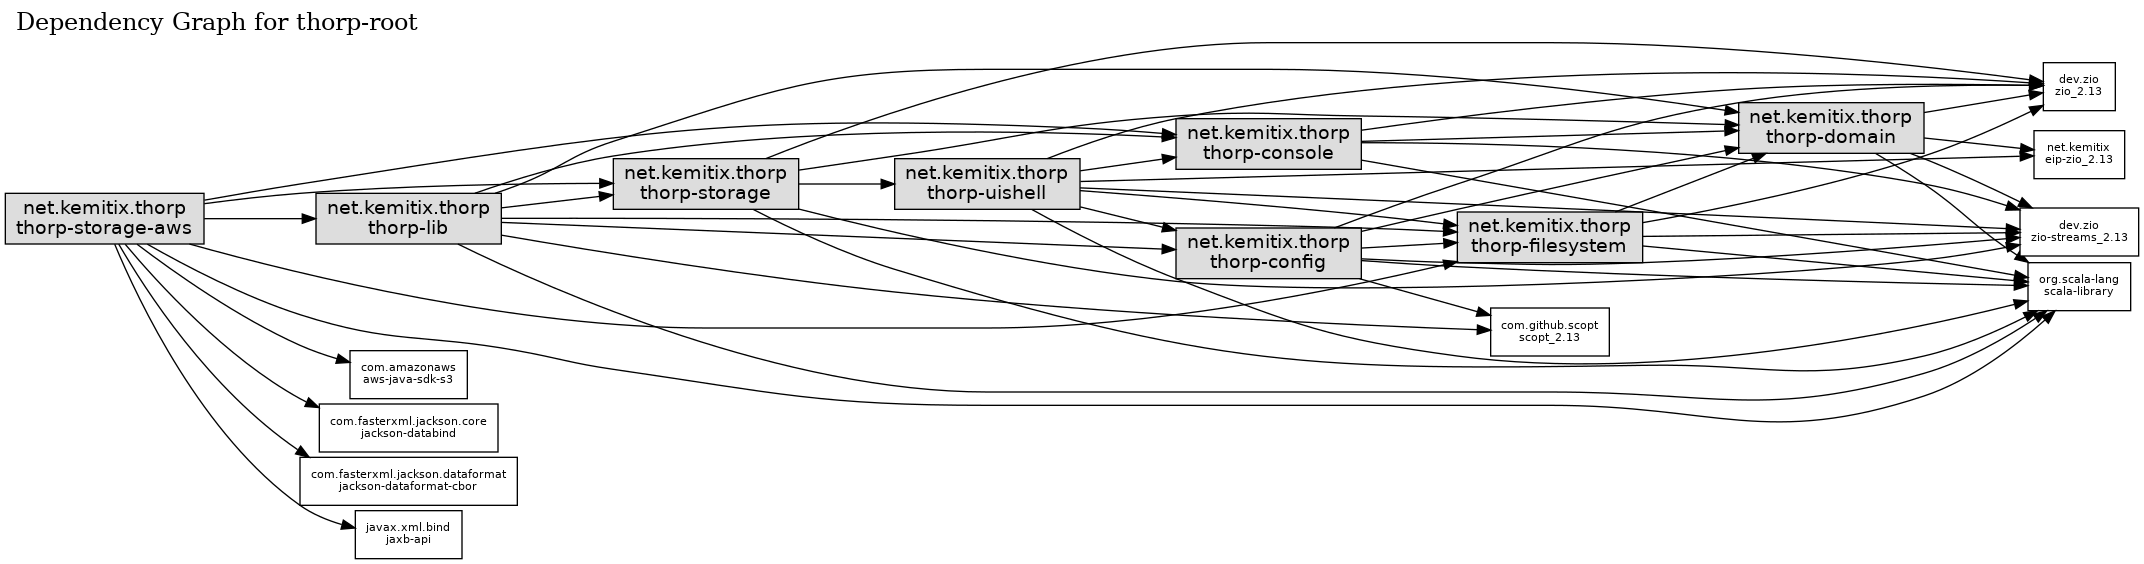 Dependency Graph for thorp-root
net.kemitix.thorp
thorp-storage-aws
net.kemitix.thorp
thorp-lib
net.kemitix.thorp
thorp-storage
net.kemitix.thorp
thorp-uishell
net.kemitix.thorp
thorp-console
net.kemitix.thorp
thorp-config
net.kemitix.thorp
thorp-filesystem
net.kemitix.thorp
thorp-domain
dev.zio
zio_2.13
net.kemitix
eip-zio_2.13
dev.zio
zio-streams_2.13
org.scala-lang
scala-library
com.github.scopt
scopt_2.13
com.amazonaws
aws-java-sdk-s3
com.fasterxml.jackson.core
jackson-databind
com.fasterxml.jackson.dataformat
jackson-dataformat-cbor
javax.xml.bind
jaxb-api